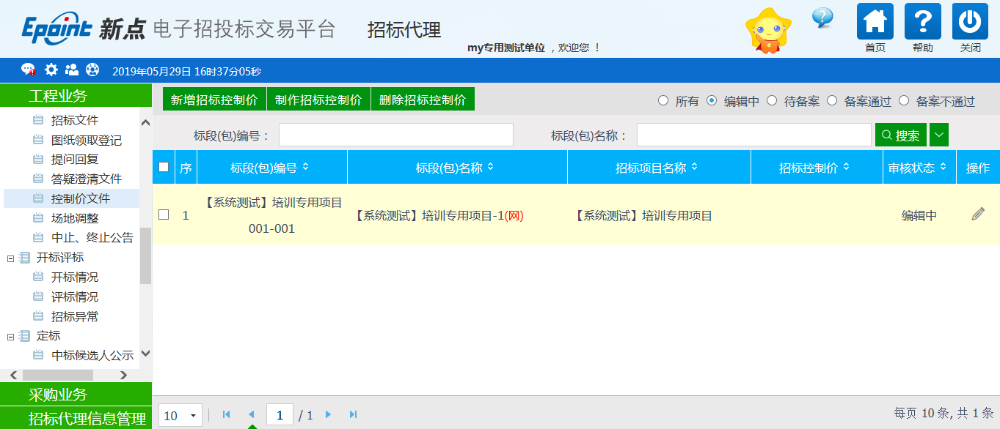 Epoint 新点 电子招投标交易平台 招标代理
my专用测试单位 ，欢迎您 ！
首页 帮助 关闭
2019年05月29日 16时37分05秒
工程业务
招标文件
图纸领取登记
提问回复
答疑澄清文件
控制价文件
场地调整
中止、终止公告
开标评标
开标情况
评标情况
招标异常
定标
中标候选人公示
采购业务
招标代理信息管理
新增招标控制价 制作招标控制价 删除招标控制价
所有 编辑中 待备案 备案通过 备案不通过
标段(包)编号： 标段(包)名称： 搜索
序 标段(包)编号 标段(包)名称 招标项目名称 招标控制价 审核状态 操作
1 【系统测试】培训专用项目001-001 【系统测试】培训专用项目-1(网) 【系统测试】培训专用项目 编辑中
10 1 / 1 每页 10 条, 共 1 条